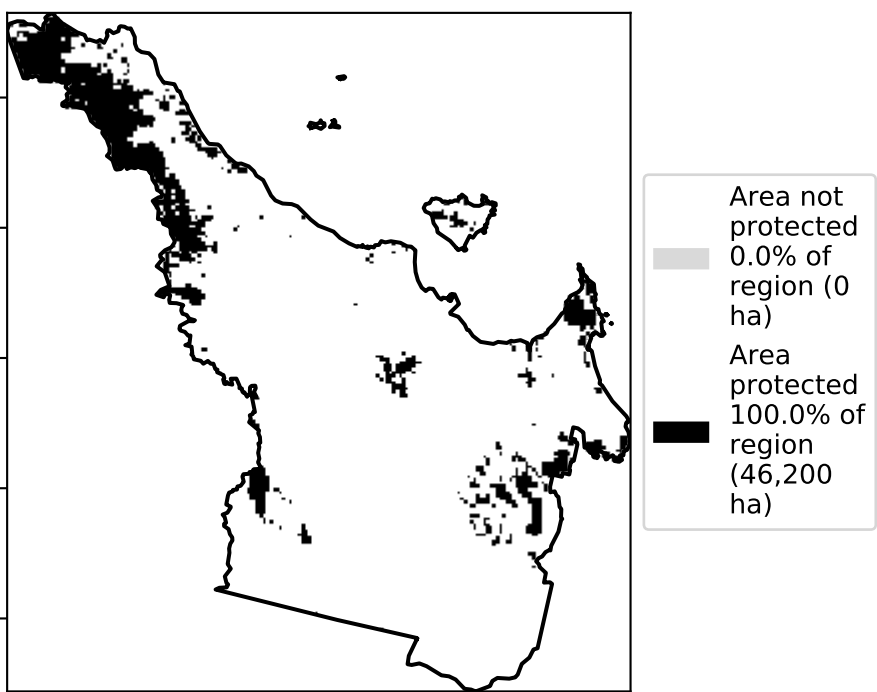 Area not
protected
0.0% of
region (0
ha)
Area
protected
100.0% of
region
(46,200
ha)